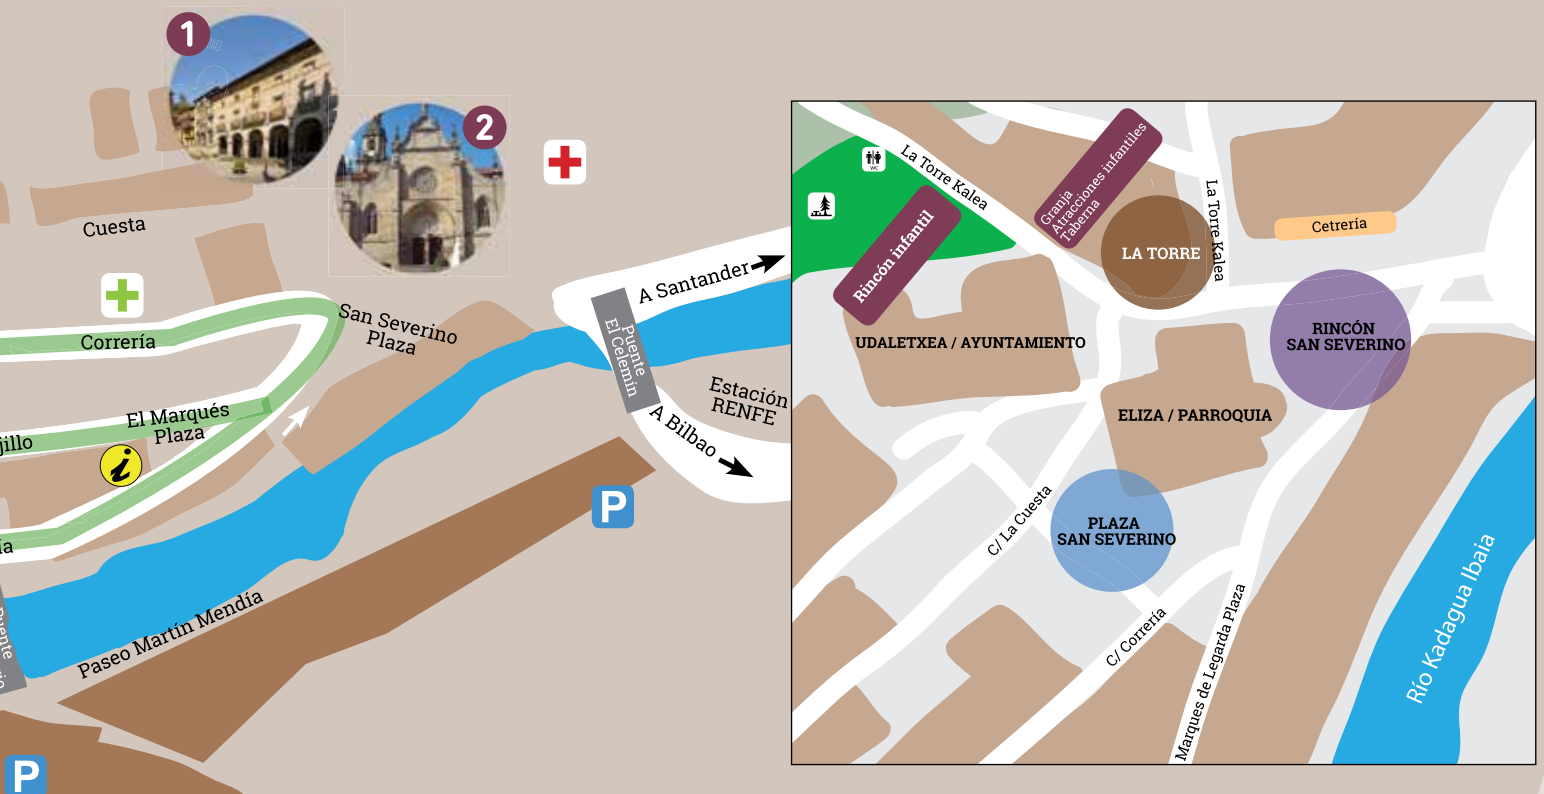 1
2
Cuesta
Correría
San Severino
Plaza
El Marqués
Plaza
jillo
i
ía
Puente
Paseo Martín Mendía
P
P
A Santander
Puente
El Celemín
A Bilbao
Estación
RENFE
La Torre Kalea
WC
Rincón infantil
Granja
Atracciones infantiles
Taberna
La Torre Kalea
LA TORRE
Cetrería
UDALETXEA / AYUNTAMIENTO
RINCÓN
SAN SEVERINO
ELIZA / PARROQUIA
C/ La Cuesta
PLAZA
SAN SEVERINO
C/ Correría
Marques de Legarda Plaza
Río Kadagua Ibaia